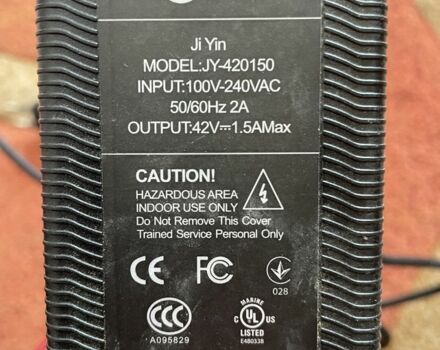 Ji Yin
MODEL:JY-420150
INPUT:100V-240VAC
50/60Hz 2A
OUTPUT:42V⎓1.5AMax
CAUTION!
HAZARDOUS AREA
INDOOR USE ONLY
Do Not Remove This Cover
Trained Service Personal Only
CE FC
028
CCC
A095829
MARINE
C UL US
LISTED
E480338